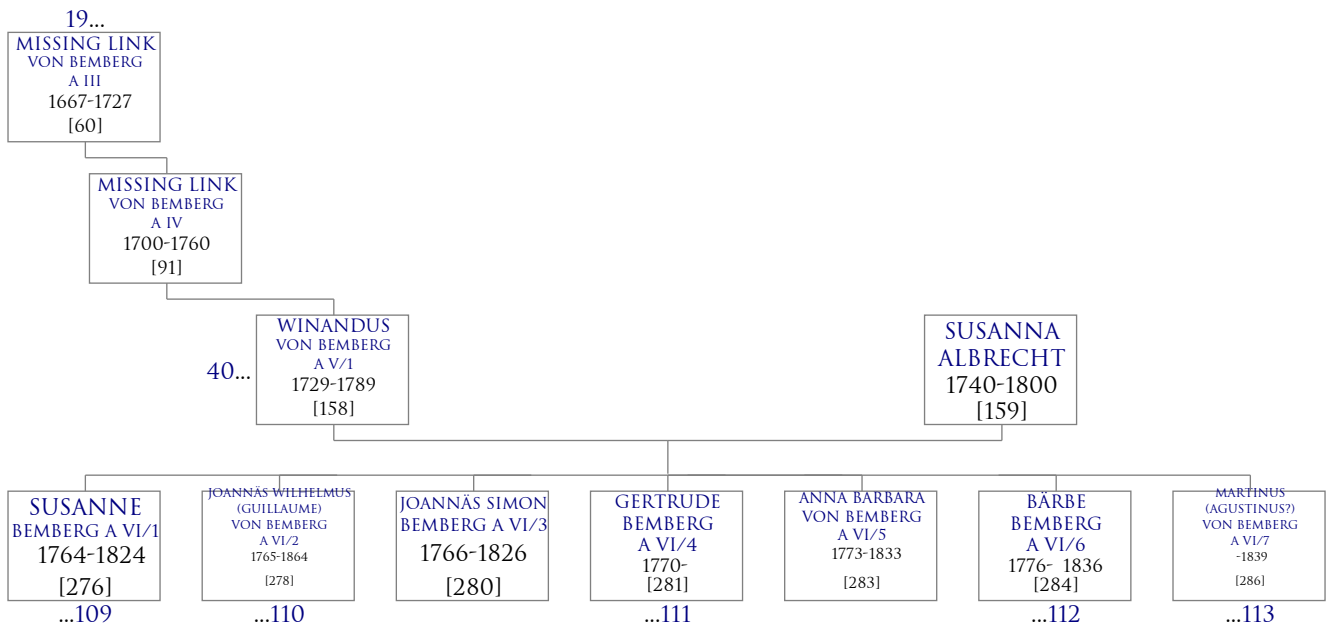 19...
MISSING LINK
VON BEMBERG
A III
1667-1727
[60]
MISSING LINK
VON BEMBERG
A IV
1700-1760
[91]
40...
WINANDUS
VON BEMBERG
A V/1
1729-1789
[158]
SUSANNA
ALBRECHT
1740-1800
[159]
SUSANNE
BEMBERG A VI/1
1764-1824
[276]
...109
JOANNÄS WILHELMUS
(GUILLAUME)
VON BEMBERG
A VI/2
1765-1864
[278]
...110
JOANNÄS SIMON
BEMBERG A VI/3
1766-1826
[280]
GERTRUDE
BEMBERG
A VI/4
1770-
[281]
...111
ANNA BARBARA
VON BEMBERG
A VI/5
1773-1833
[283]
BÄRBE
BEMBERG
A VI/6
1776- 1836
[284]
...112
MARTINUS
(AGUSTINUS?)
VON BEMBERG
A VI/7
-1839
[286]
...113